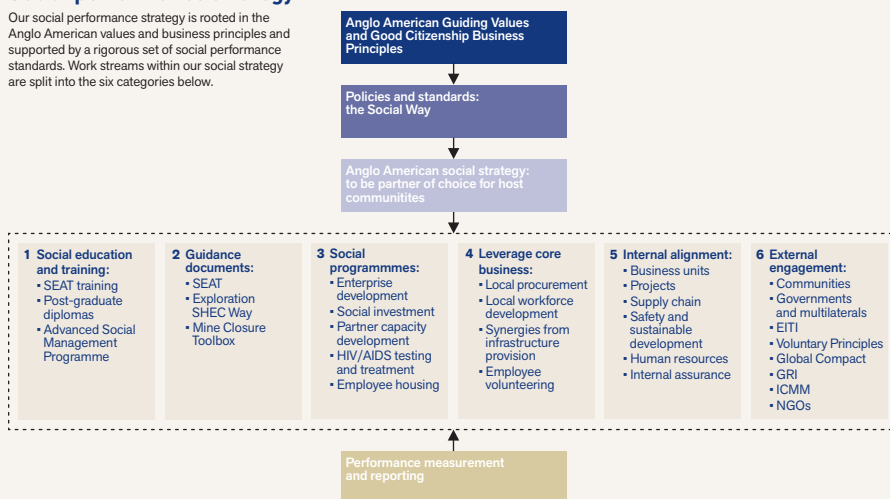 Our social performance strategy is rooted in the
Anglo American values and business principles and
supported by a rigorous set of social performance
standards. Work streams within our social strategy
are split into the six categories below.
Anglo American Guiding Values
and Good Citizenship Business
Principles
Policies and standards:
the Social Way
Anglo American social strategy:
to be partner of choice for host
communitites
1 Social education
and training:
▪ SEAT training
▪ Post-graduate
diplomas
▪ Advanced Social
Management
Programme
2 Guidance
documents:
▪ SEAT
▪ Exploration
SHEC Way
▪ Mine Closure
Toolbox
3 Social
programmmes:
▪ Enterprise
development
▪ Social investment
▪ Partner capacity
development
▪ HIV/AIDS testing
and treatment
▪ Employee housing
4 Leverage core
business:
▪ Local procurement
▪ Local workforce
development
▪ Synergies from
infrastructure
provision
▪ Employee
volunteering
5 Internal alignment:
▪ Business units
▪ Projects
▪ Supply chain
▪ Safety and
sustainable
development
▪ Human resources
▪ Internal assurance
6 External
engagement:
▪ Communities
▪ Governments
and multilaterals
▪ EITI
▪ Voluntary Principles
▪ Global Compact
▪ GRI
▪ ICMM
▪ NGOs
Performance measurement
and reporting